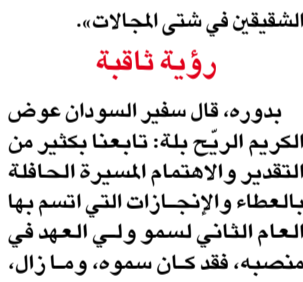 الشقيقين في شتى المجالات».
رؤية ثاقبة
بدوره، قال سفير السودان عوض
الكريم الريّح بلة: تابعنا بكثير من
التقدير والاهتمام المسيرة الحافلة
بالعطاء والإنجازات التي اتسم بها
العام الثاني لسمو ولي العهد في
منصبه، فقد كان سموه، وما زال،